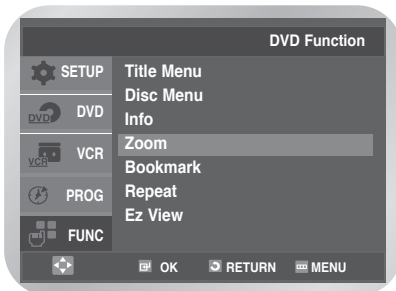 DVD Function
SETUP
DVD
DVD
VCR
VCR
PROG
FUNC
Title Menu
Disc Menu
Info
Zoom
Bookmark
Repeat
Ez View
OK
RETURN
MENU